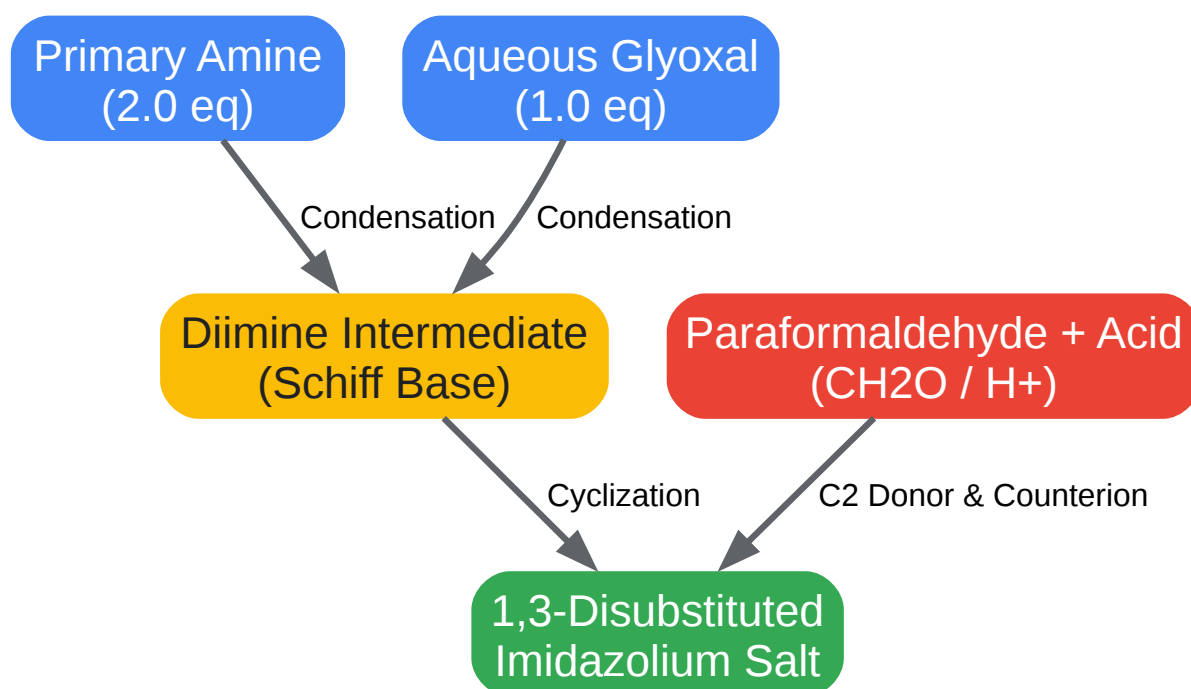 Primary Amine
(2.0 eq)
Aqueous Glyoxal
(1.0 eq)
Condensation
Condensation
Diimine Intermediate
(Schiff Base)
Paraformaldehyde + Acid
(CH2O / H+)
Cyclization
C2 Donor & Counterion
1,3-Disubstituted
Imidazolium Salt